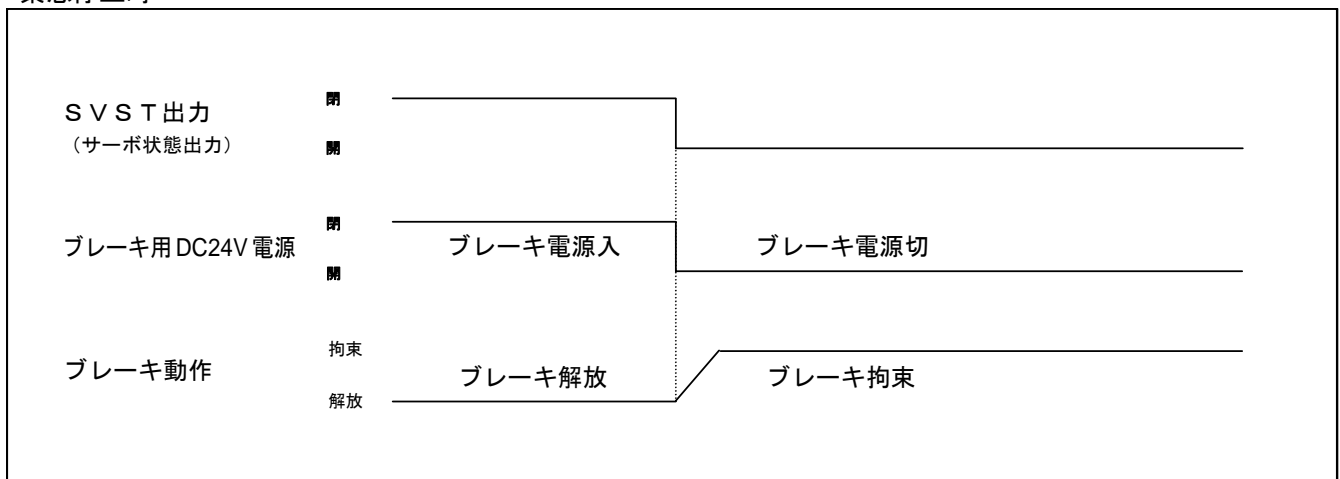 ＳＶＳＴ出力
（サーボ状態出力）
閉
開
ブレーキ用DC24V電源
閉
開
ブレーキ電源入
ブレーキ電源切
ブレーキ動作
拘束
解放
ブレーキ解放
ブレーキ拘束